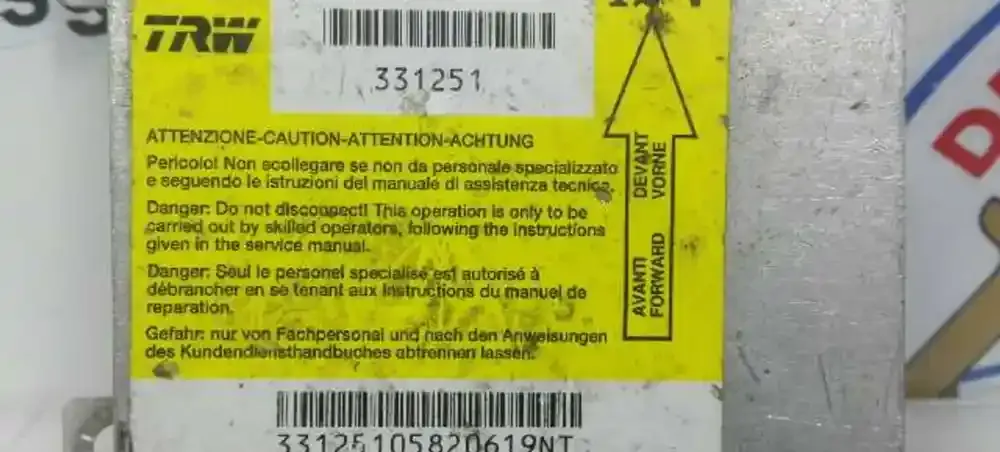 TRW
331251
ATTENZIONE-CAUTION-ATTENTION-ACHTUNG
Pericolo! Non scollegare se non da personale specializzato
e seguendo le istruzioni del manuale di assistenza tecnica.
Danger: Do not disconnect! This operation is only to be
carried out by skilled operators, following the instructions
given in the service manual.
Danger: Seul le personel specialisé est autorisé à
débrancher en se tenant aux instructions du manuel de
reparation.
Gefahr: nur von Fachpersonal und nach den Anweisungen
des Kundendiensthandbuches abtrennen lassen.
DEVANT
VORNE
AVANTI
FORWARD
33125105820619NT